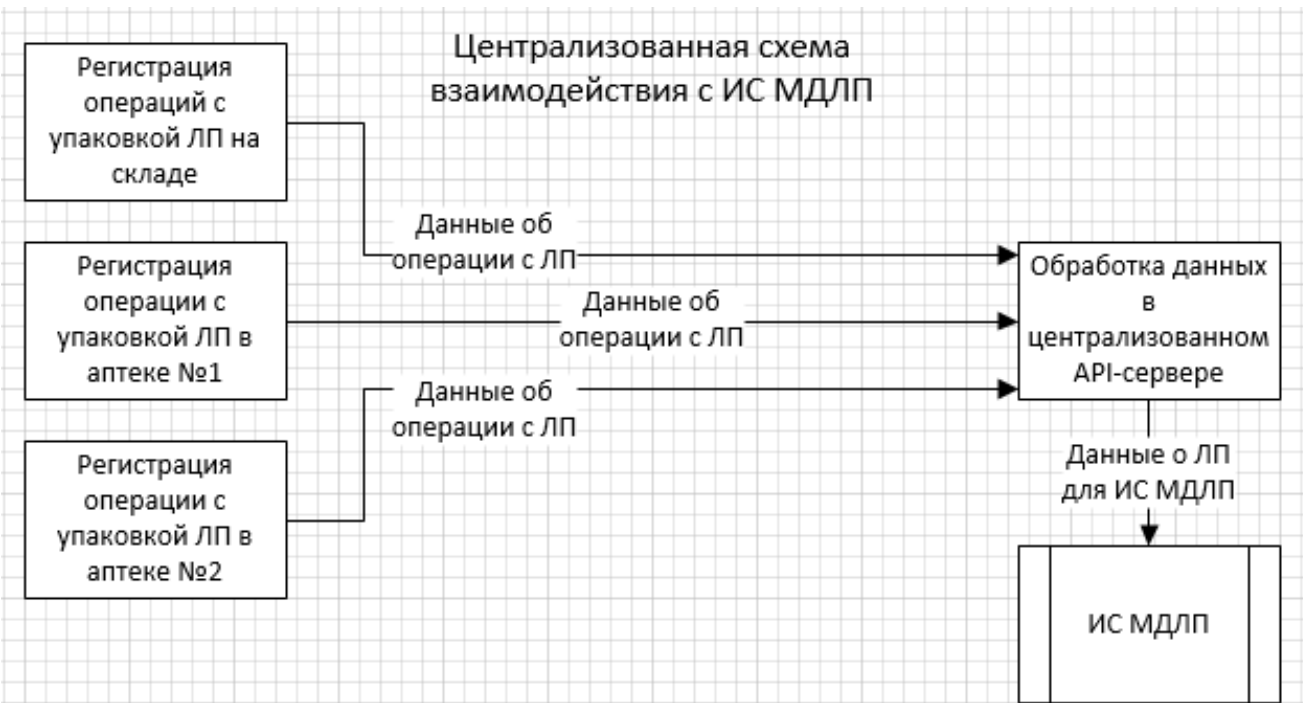 Централизованная схема
взаимодействия с ИС МДЛП
Регистрация
операций с
упаковкой ЛП на
складе
Данные об
операции с ЛП
Регистрация
операции с
упаковкой ЛП в
аптеке №1
Данные об
операции с ЛП
Обработка данных
в
централизованном
API-сервере
Данные об
операции с ЛП
Регистрация
операции с
упаковкой ЛП в
аптеке №2
Данные о ЛП
для ИС МДЛП
ИС МДЛП